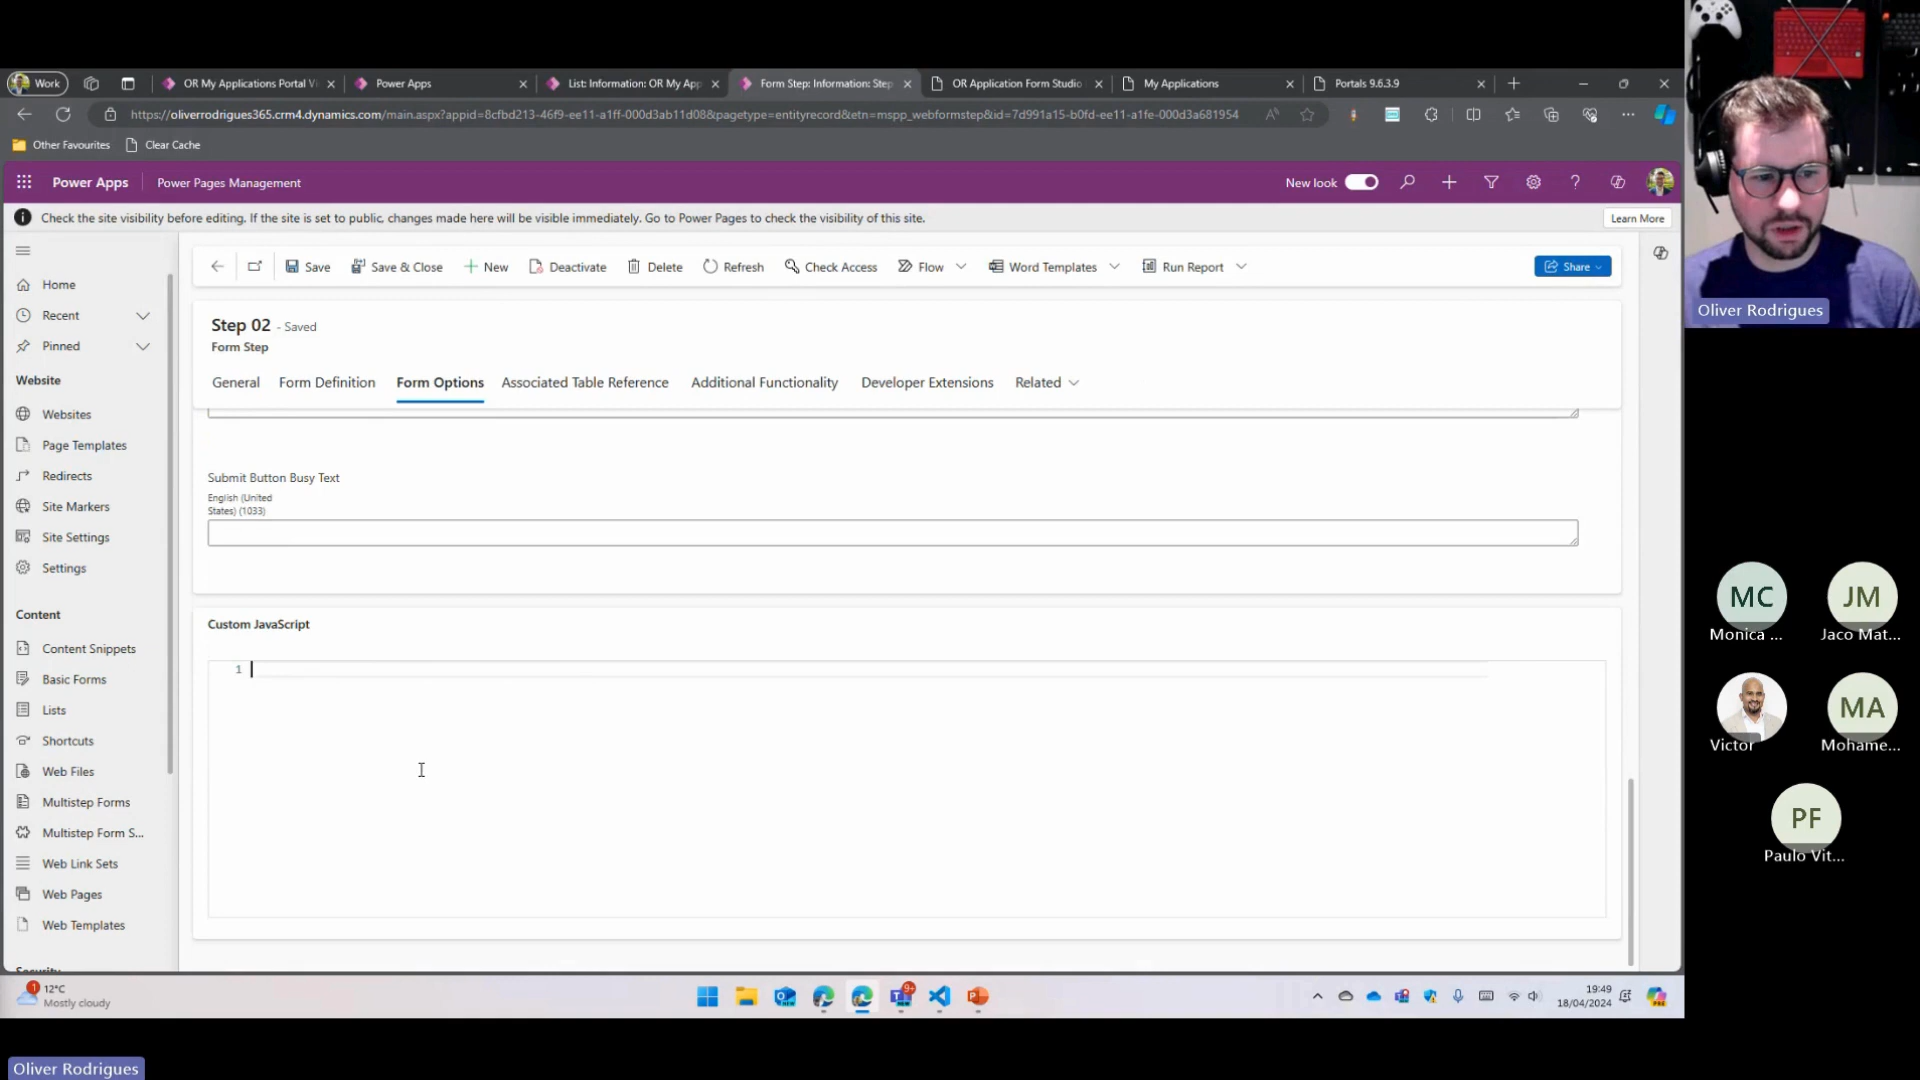 Work
OR My Applications Portal Vi
Power Apps
List: Information: OR My App
Form Step: Information: Step
OR Application Form Studio
My Applications
Portals 9.6.3.9
https://oliverrodrigues365.crm4.dynamics.com/main.aspx?appid=8cfbd213-46f9-ee11-a1ff-000d3ab11d08&pagetype=entityrecord&etn=mspp_webformstep&id=7d991a15-b0fd-ee11-a1fe-000d3a681954
Other Favourites
Clear Cache
Power Apps
Power Pages Management
New look
Check the site visibility before editing. If the site is set to public, changes made here will be visible immediately. Go to Power Pages to check the visibility of this site.
Learn More
Save
Save & Close
New
Deactivate
Delete
Refresh
Check Access
Flow
Word Templates
Run Report
Share
Home
Recent
Pinned
Website
Websites
Page Templates
Redirects
Site Markers
Site Settings
Settings
Content
Content Snippets
Basic Forms
Lists
Shortcuts
Web Files
Multistep Forms
Multistep Form S...
Web Link Sets
Web Pages
Web Templates
Security
Step 02 - Saved
Form Step
General
Form Definition
Form Options
Associated Table Reference
Additional Functionality
Developer Extensions
Related
Submit Button Busy Text
English (United
States) (1033)
Custom JavaScript
1
Oliver Rodrigues
MC
Monica ...
JM
Jaco Mat...
Victor
MA
Mohame...
PF
Paulo Vit...
1
12°C
Mostly cloudy
9+
19:49
18/04/2024
Oliver Rodrigues